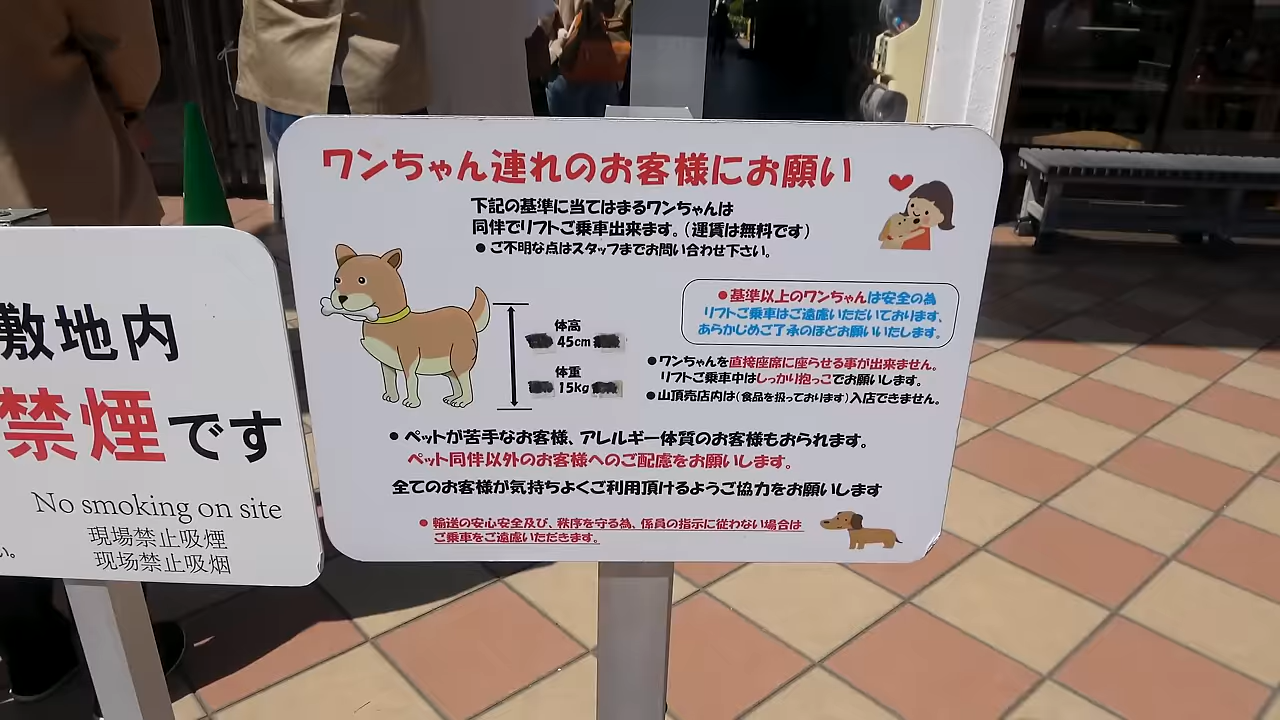 敷地内
禁煙です
No smoking on site
現場禁止吸煙
现场禁止吸烟
い。
ワンちゃん連れのお客様にお願い
下記の基準に当てはまるワンちゃんは
同伴でリフトご乗車出来ます。(運賃は無料です)
●ご不明な点はスタッフまでお問い合わせ下さい。
●基準以上のワンちゃんは安全の為
リフトご乗車はご遠慮いただいております、
あらかじめご了承のほどお願いいたします。
体高
45cm
体重
15kg
●ワンちゃんを直接座席に座らせる事が出来ません。
リフトご乗車中はしっかり抱っこでお願いします。
●山頂売店内は(食品を扱っております)入店できません。
●ペットが苦手なお客様、アレルギー体質のお客様もおられます。
ペット同伴以外のお客様へのご配慮をお願いします。
全てのお客様が気持ちよくご利用頂けるようご協力をお願いします
●輸送の安心安全及び、秩序を守る為、係員の指示に従わない場合は
ご乗車をご遠慮いただきます。